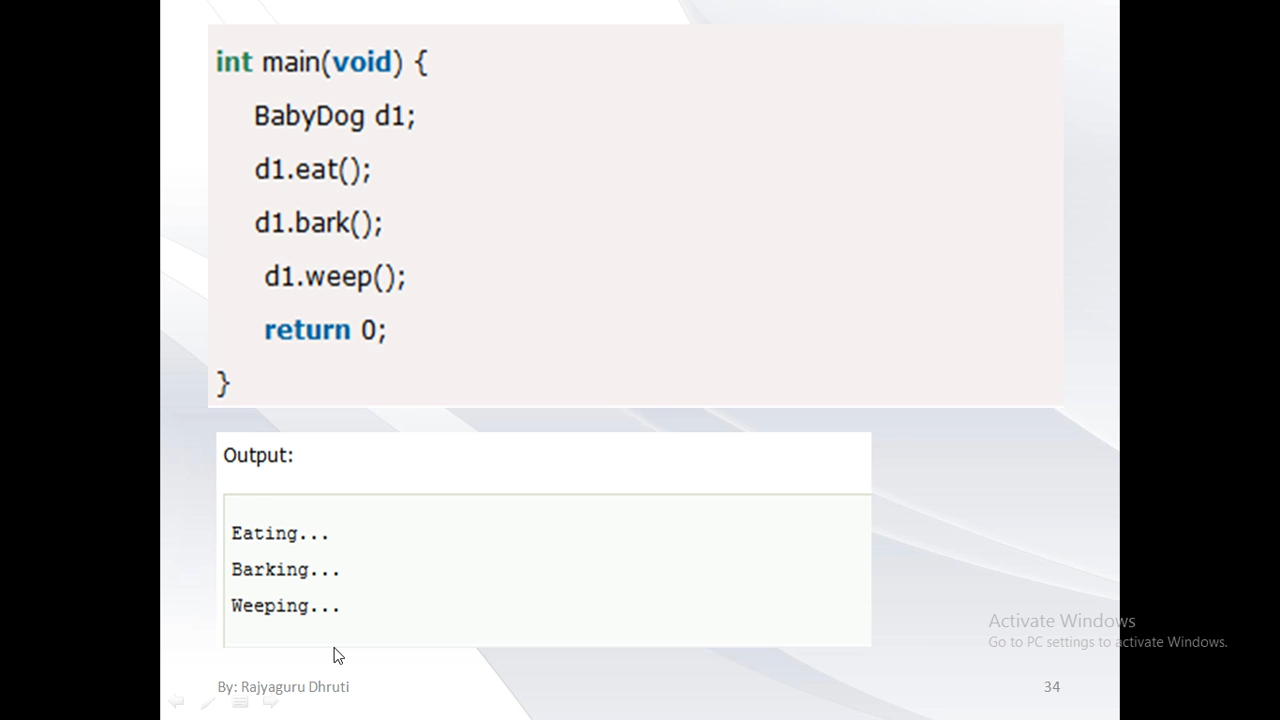 int main(void) {
BabyDog d1;
d1.eat();
d1.bark();
d1.weep();
return 0;
}
Output:
Eating...
Barking...
Weeping...
Activate Windows
Go to PC settings to activate Windows.
By: Rajyaguru Dhruti
34